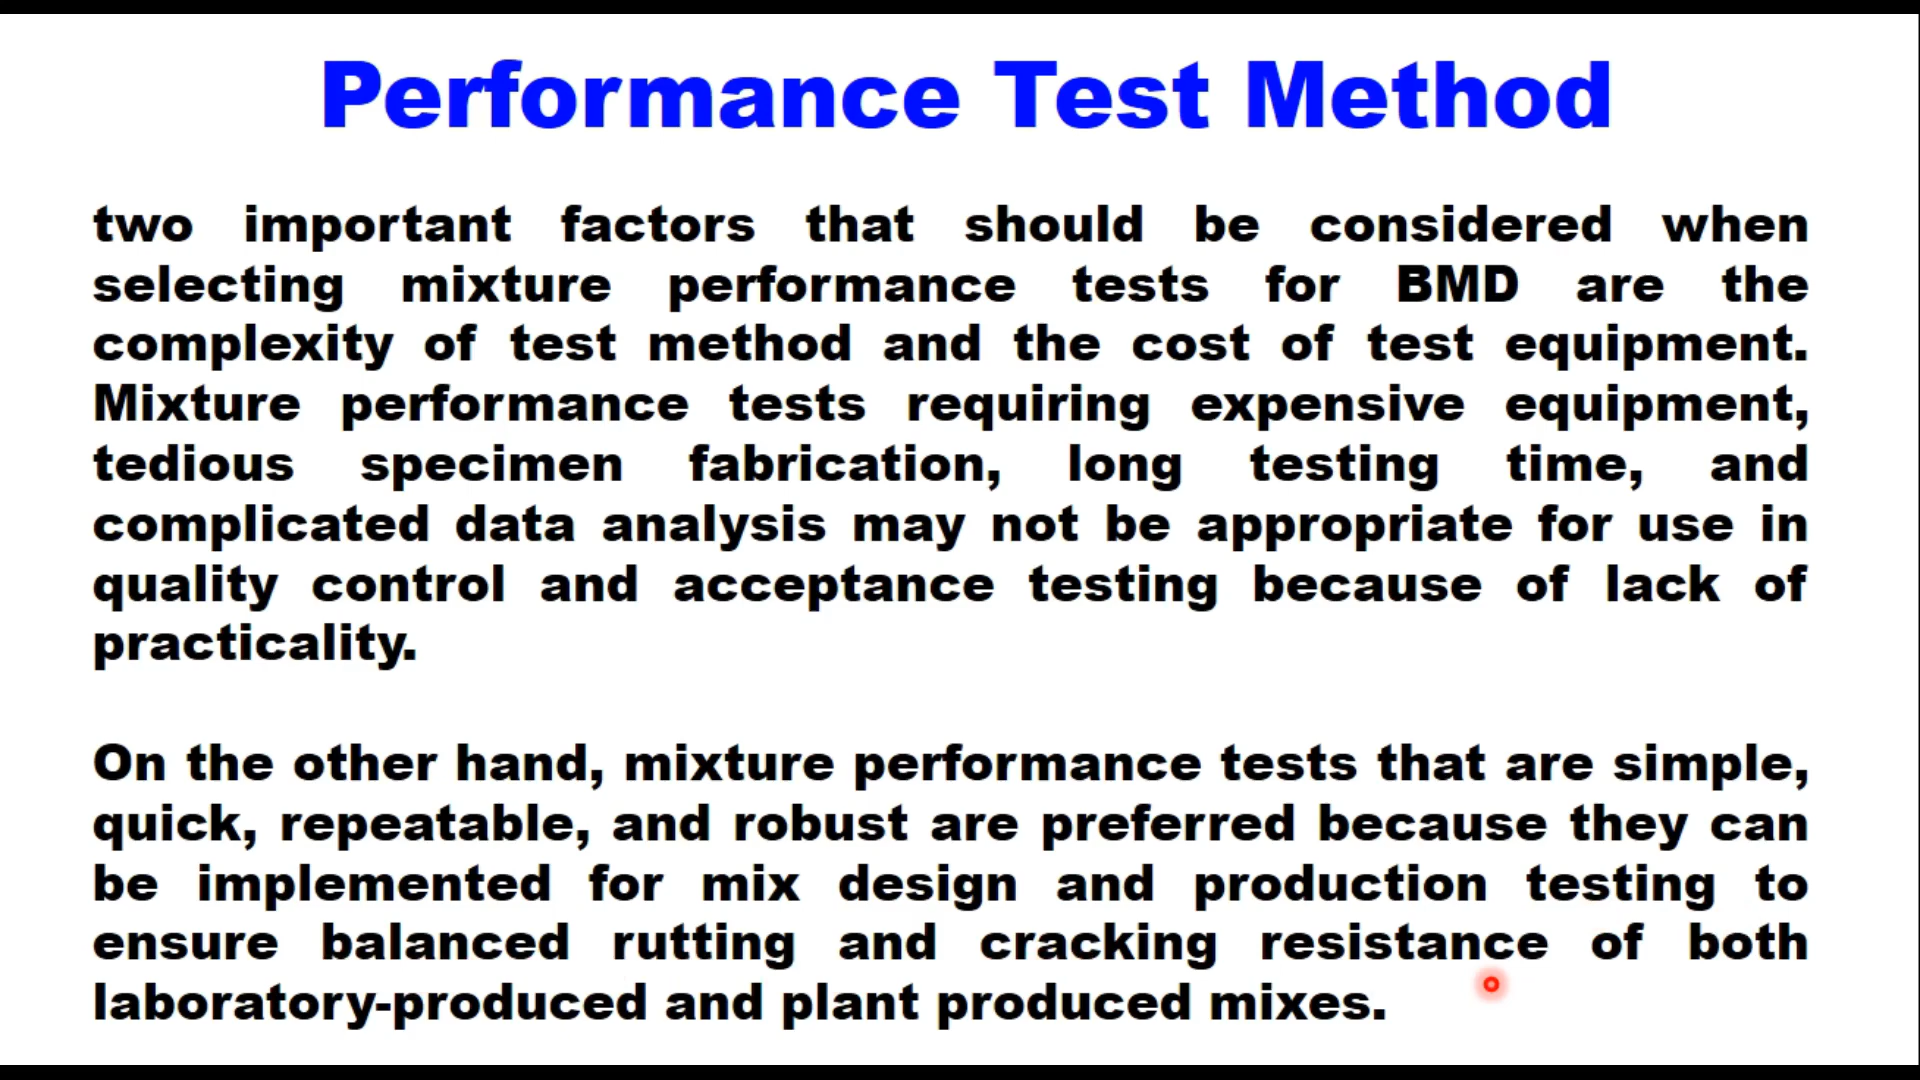 Performance Test Method
two important factors that should be considered when
selecting mixture performance tests for BMD are the
complexity of test method and the cost of test equipment.
Mixture performance tests requiring expensive equipment,
tedious specimen fabrication, long testing time, and
complicated data analysis may not be appropriate for use in
quality control and acceptance testing because of lack of
practicality.
On the other hand, mixture performance tests that are simple,
quick, repeatable, and robust are preferred because they can
be implemented for mix design and production testing to
ensure balanced rutting and cracking resistance of both
laboratory-produced and plant produced mixes.